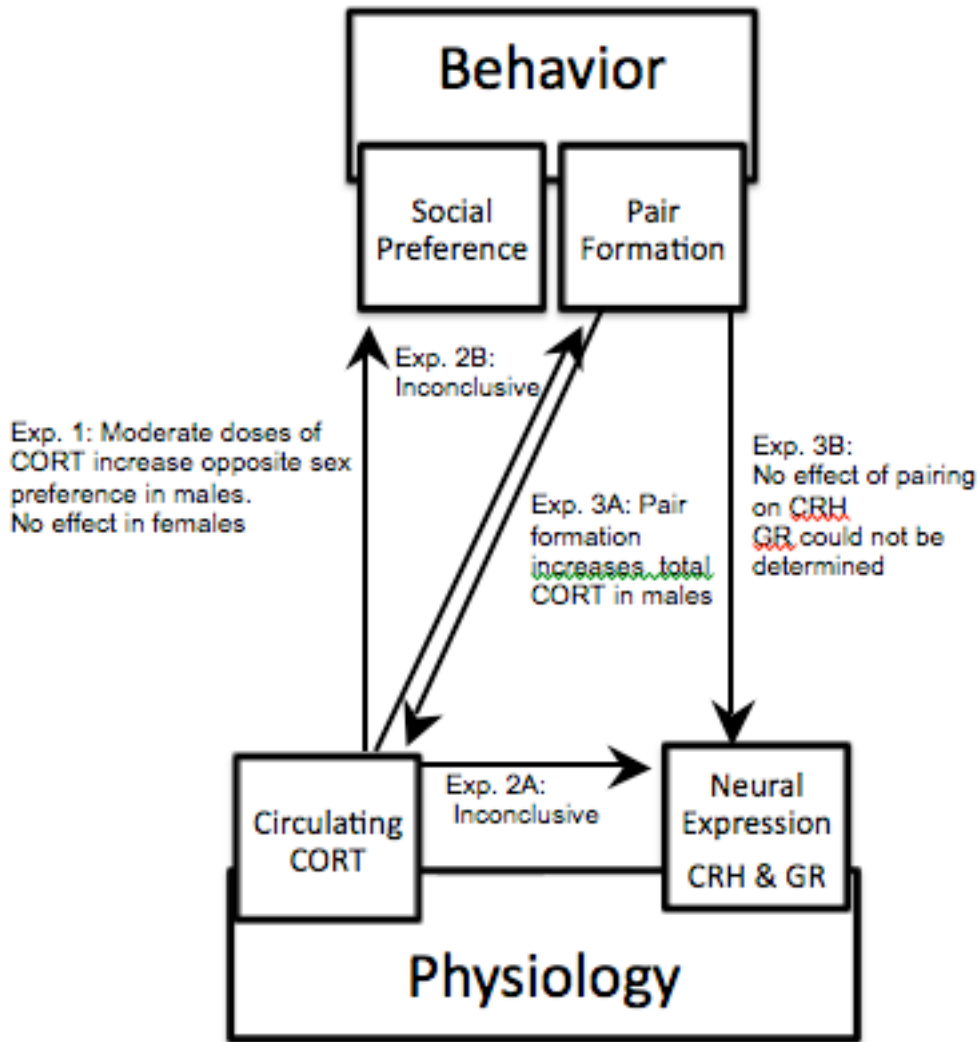 Behavior
Social
Preference
Pair
Formation
Exp. 2B:
Inconclusive
Exp. 1: Moderate doses of
CORT increase opposite sex
preference in males.
No effect in females
Exp. 3A: Pair
formation
increases total
CORT in males
Exp. 3B:
No effect of pairing
on CRH
GR could not be
determined
Exp. 2A:
Inconclusive
Circulating
CORT
Neural
Expression
CRH & GR
Physiology